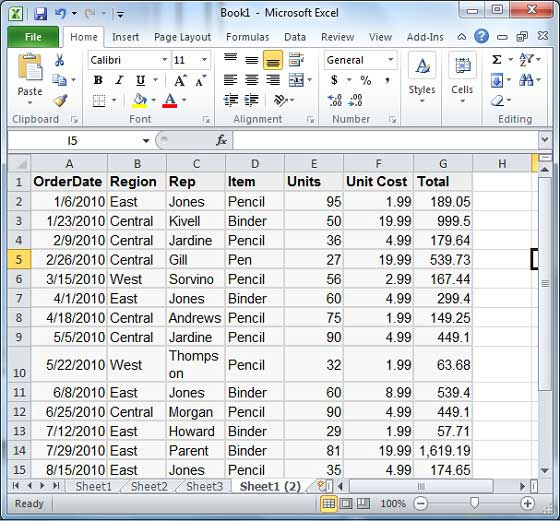 Book1 - Microsoft Excel
File Home Insert Page Layout Formulas Data Review View Add-Ins
Paste
Calibri 11
B I U
General
$ % ,
Styles
Cells
Clipboard Font Alignment Number Editing
I5 fx
A B C D E F G H
1 OrderDate Region Rep Item Units Unit Cost Total
2 1/6/2010 East Jones Pencil 95 1.99 189.05
3 1/23/2010 Central Kivell Binder 50 19.99 999.5
4 2/9/2010 Central Jardine Pencil 36 4.99 179.64
5 2/26/2010 Central Gill Pen 27 19.99 539.73
6 3/15/2010 West Sorvino Pencil 56 2.99 167.44
7 4/1/2010 East Jones Binder 60 4.99 299.4
8 4/18/2010 Central Andrews Pencil 75 1.99 149.25
9 5/5/2010 Central Jardine Pencil 90 4.99 449.1
10 5/22/2010 West Thomps
on Pencil 32 1.99 63.68
11 6/8/2010 East Jones Binder 60 8.99 539.4
12 6/25/2010 Central Morgan Pencil 90 4.99 449.1
13 7/12/2010 East Howard Binder 29 1.99 57.71
14 7/29/2010 East Parent Binder 81 19.99 1,619.19
15 8/15/2010 East Jones Pencil 35 4.99 174.65
Sheet1 Sheet2 Sheet3 Sheet1 (2)
Ready 100%